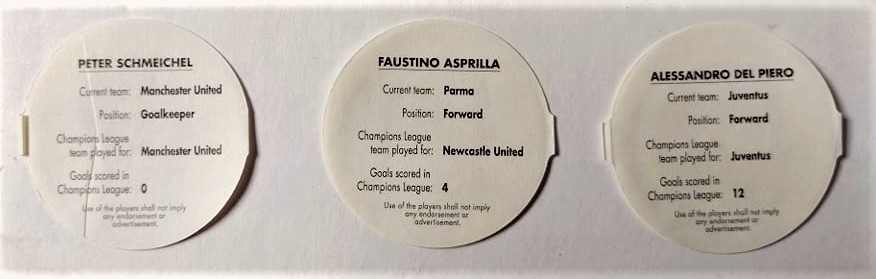 PETER SCHMEICHEL
Current team: Manchester United
Position: Goalkeeper
Champions League
team played for: Manchester United
Goals scored in
Champions League: 0
Use of the players shall not imply
any endorsement or
advertisement.
FAUSTINO ASPRILLA
Current team: Parma
Position: Forward
Champions League
team played for: Newcastle United
Goals scored in
Champions League: 4
Use of the players shall not imply
any endorsement or
advertisement.
ALESSANDRO DEL PIERO
Current team: Juventus
Position: Forward
Champions League
team played for: Juventus
Goals scored in
Champions League: 12
Use of the players shall not imply
any endorsement or
advertisement.